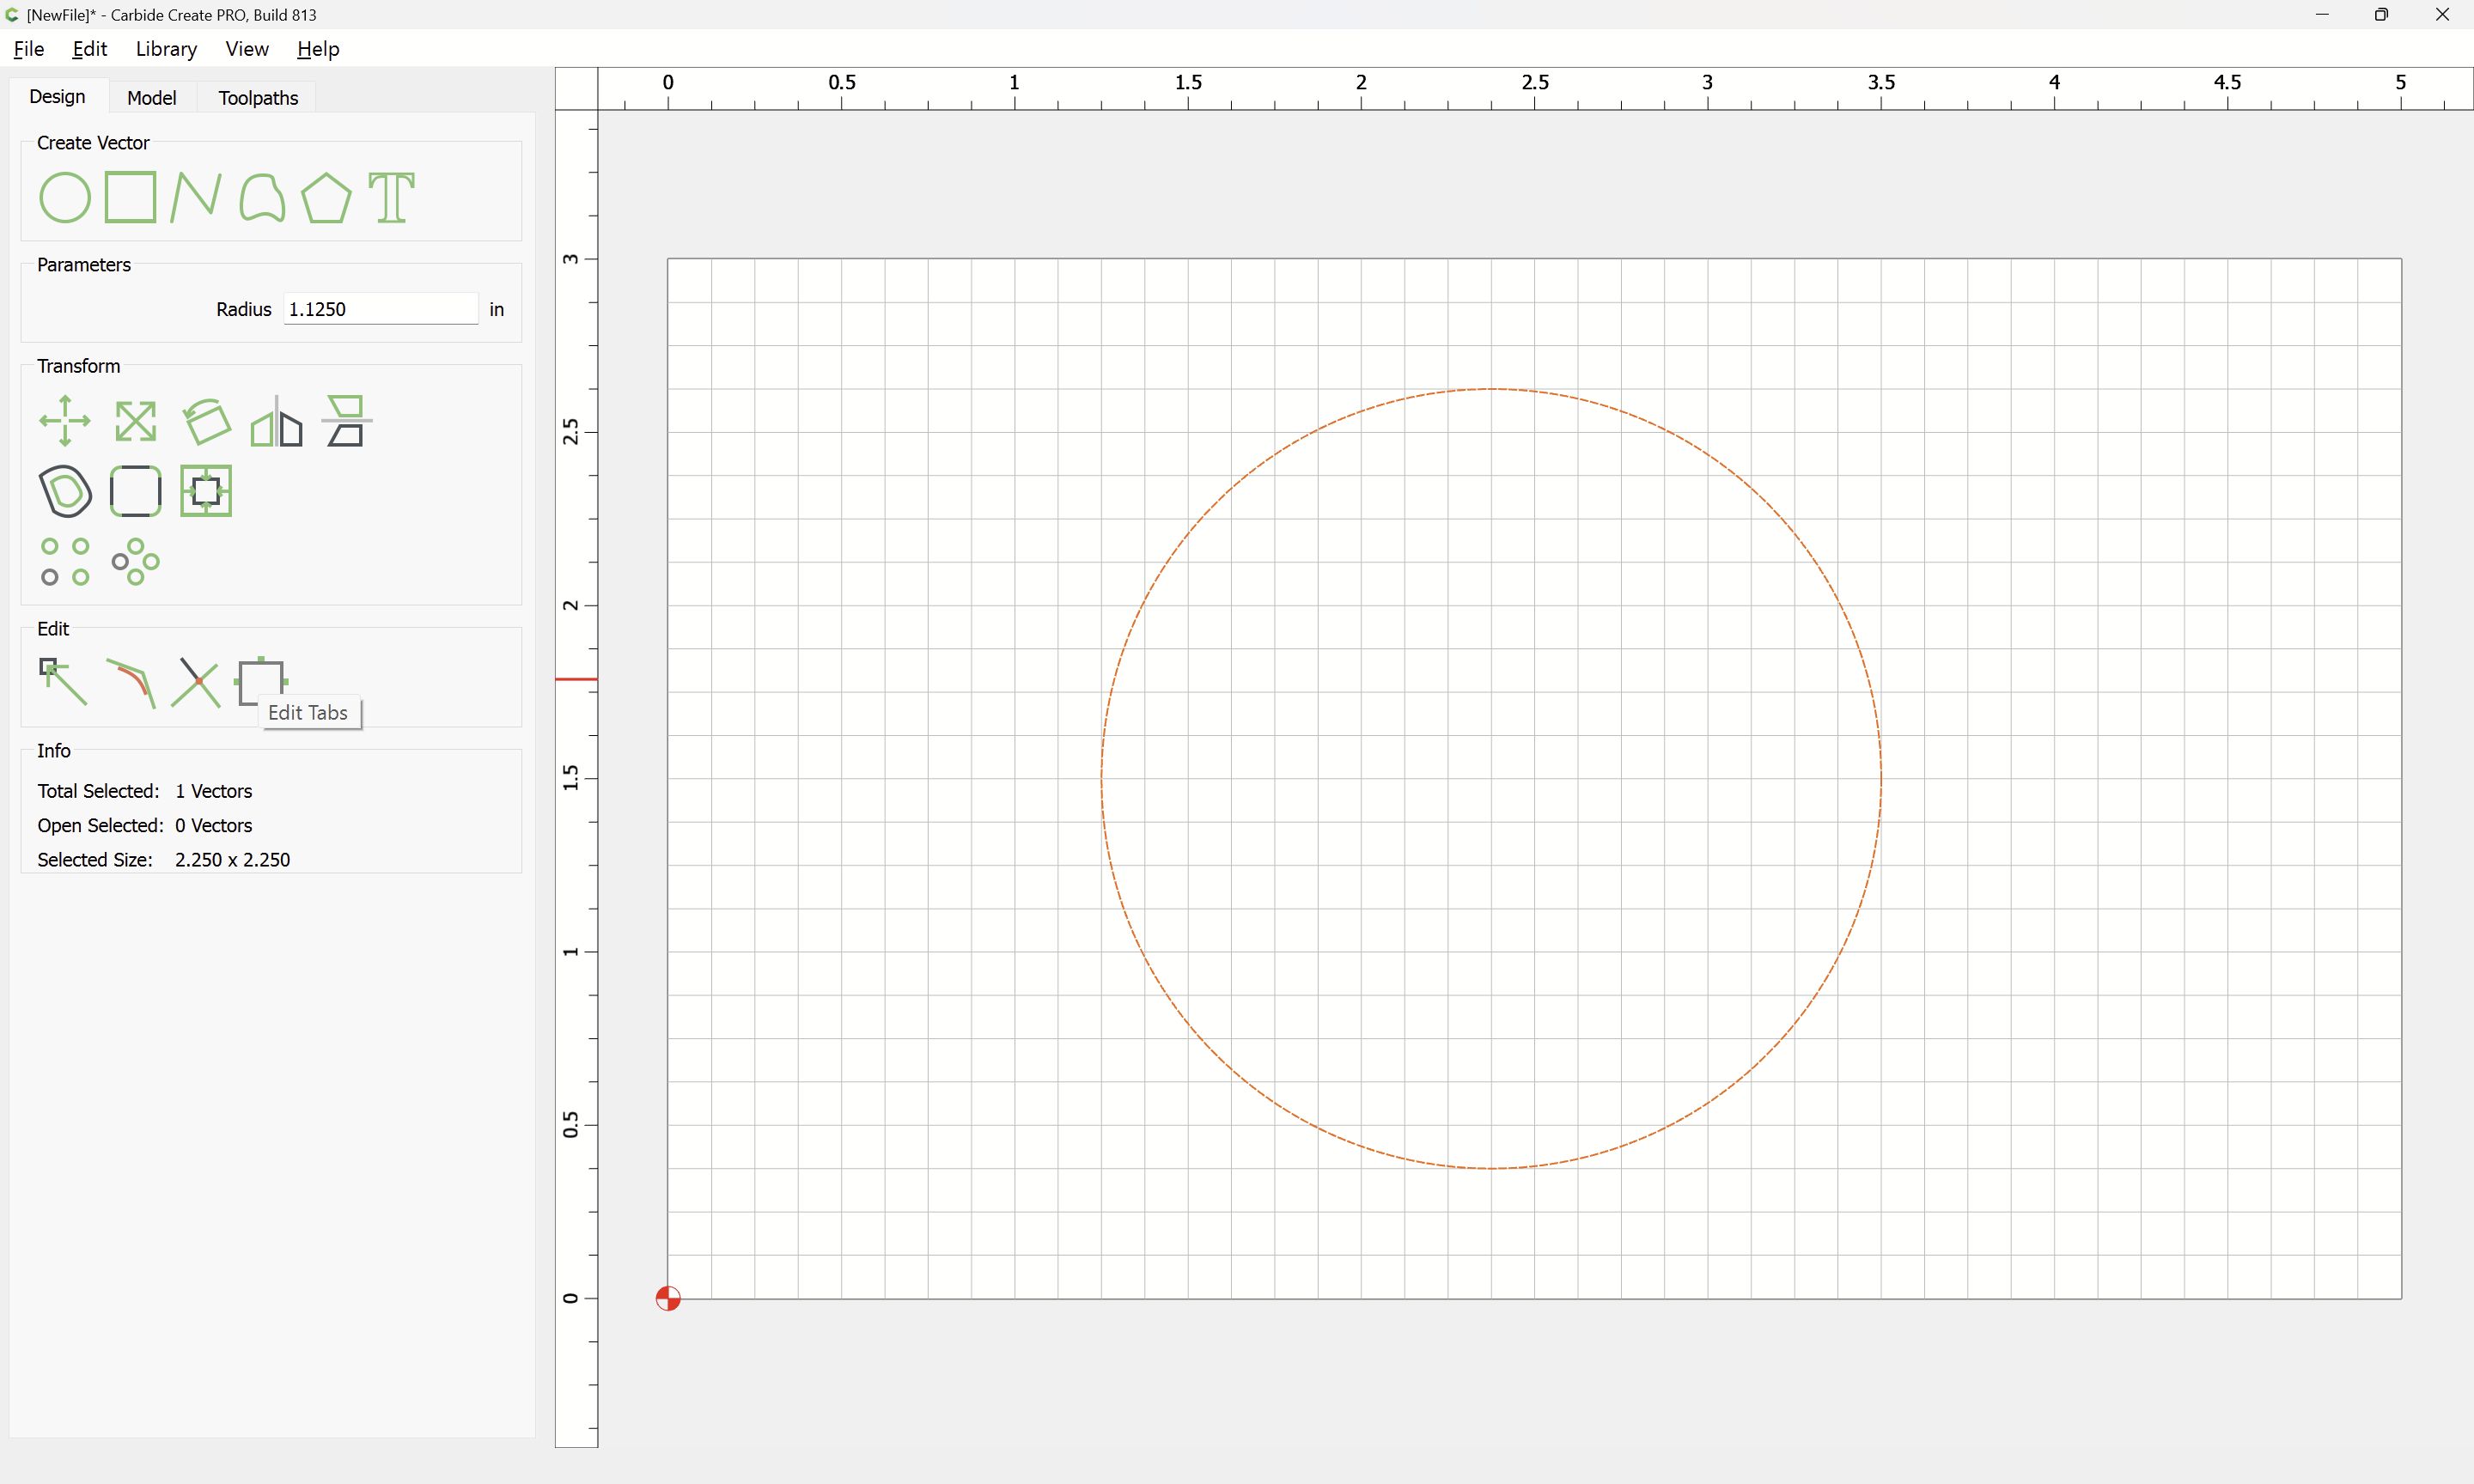 [NewFile]* - Carbide Create PRO, Build 813
File Edit Library View Help
Design Model Toolpaths
Create Vector
Parameters
Radius 1.1250 in
Transform
Edit
Edit Tabs
Info
Total Selected: 1 Vectors
Open Selected: 0 Vectors
Selected Size: 2.250 x 2.250
0 0.5 1 1.5 2 2.5 3 3.5 4 4.5 5
3
2.5
2
1.5
1
0.5
0